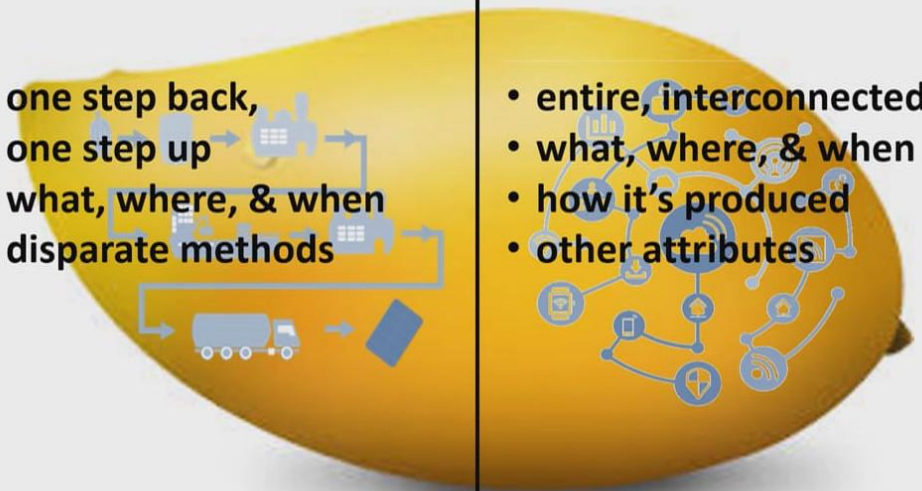 one step back,
one step up
what, where, & when
disparate methods
• entire, interconnected
• what, where, & when
• how it's produced
• other attributes